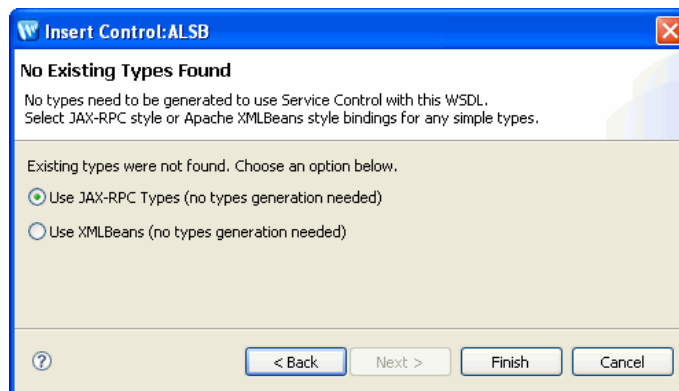 Insert Control:ALSB
No Existing Types Found
No types need to be generated to use Service Control with this WSDL.
Select JAX-RPC style or Apache XMLBeans style bindings for any simple types.
Existing types were not found. Choose an option below.
Use JAX-RPC Types (no types generation needed)
Use XMLBeans (no types generation needed)
? < Back Next > Finish Cancel